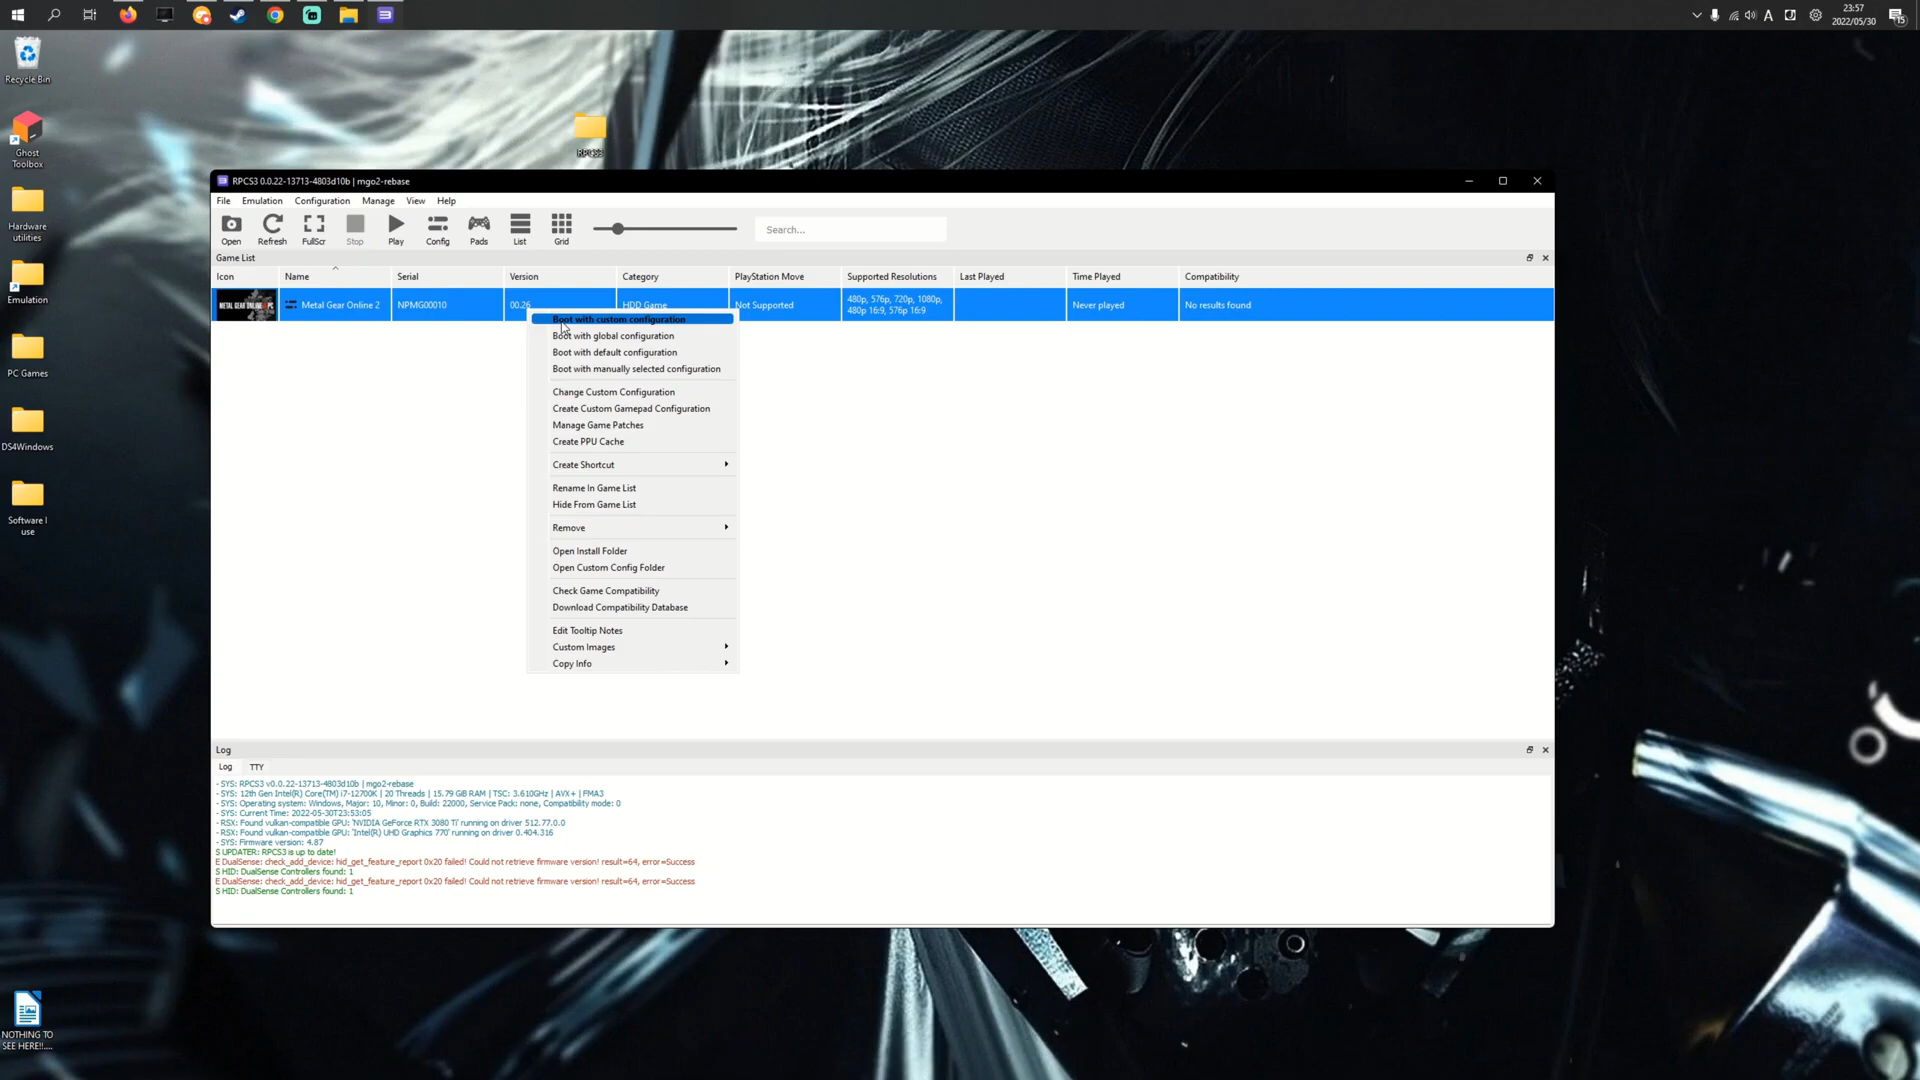 23:57
2022/05/30
15
A
Recycle Bin
Ghost
Toolbox
Hardware
utilities
Emulation
PC Games
DS4Windows
Software I
use
NOTHING TO
SEE HERE!!....
RPCS3
RPCS3 0.0.22-13713-4803d10b | mgo2-rebase
File Emulation Configuration Manage View Help
Open Refresh FullScr Stop Play Config Pads List Grid
Search...
Game List
Icon Name Serial Version Category PlayStation Move Supported Resolutions Last Played Time Played Compatibility
METAL GEAR ONLINE PC Metal Gear Online 2 NPMG00010 00.26 HDD Game Not Supported 480p, 576p, 720p, 1080p, Never played No results found
480p 16:9, 576p 16:9
Boot with custom configuration
Boot with global configuration
Boot with default configuration
Boot with manually selected configuration
Change Custom Configuration
Create Custom Gamepad Configuration
Manage Game Patches
Create PPU Cache
Create Shortcut
Rename In Game List
Hide From Game List
Remove
Open Install Folder
Open Custom Config Folder
Check Game Compatibility
Download Compatibility Database
Edit Tooltip Notes
Custom Images
Copy Info
Log
Log TTY
- SYS: RPCS3 v0.0.22-13713-4803d10b | mgo2-rebase
- SYS: 12th Gen Intel(R) Core(TM) i7-12700K | 20 Threads | 15.79 GiB RAM | TSC: 3.610GHz | AVX+ | FMA3
- SYS: Operating system: Windows, Major: 10, Minor: 0, Build: 22000, Service Pack: none, Compatibility mode: 0
- SYS: Current Time: 2022-05-30T23:53:05
- RSX: Found vulkan-compatible GPU: 'NVIDIA GeForce RTX 3080 Ti' running on driver 512.77.0.0
- RSX: Found vulkan-compatible GPU: 'Intel(R) UHD Graphics 770' running on driver 0.404.316
- SYS: Firmware version: 4.87
S UPDATER: RPCS3 is up to date!
E DualSense: check_add_device: hid_get_feature_report 0x20 failed! Could not retrieve firmware version! result=64, error=Success
S HID: DualSense Controllers found: 1
E DualSense: check_add_device: hid_get_feature_report 0x20 failed! Could not retrieve firmware version! result=64, error=Success
S HID: DualSense Controllers found: 1